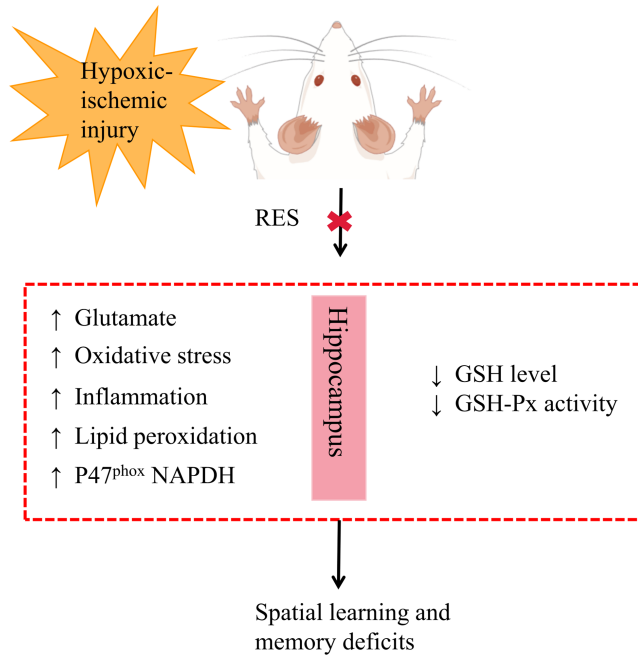 Hypoxic-
ischemic
injury
RES
↑ Glutamate
↑ Oxidative stress
↑ Inflammation
↑ Lipid peroxidation
↑ P47phox NAPDH
Hippocampus
↓ GSH level
↓ GSH-Px activity
Spatial learning and
memory deficits